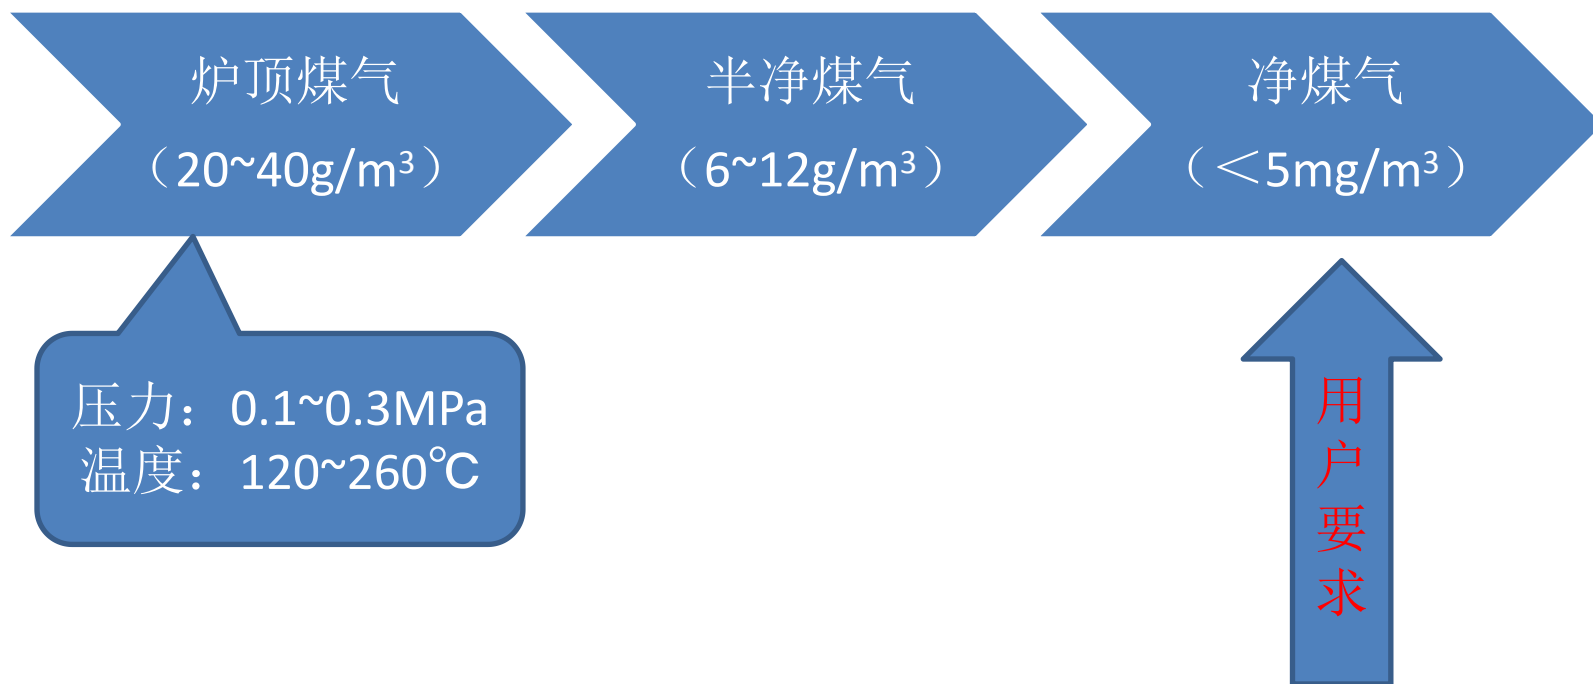 炉顶煤气
（20~40g/m³）
半净煤气
（6~12g/m³）
净煤气
（＜5mg/m³）
压力：0.1~0.3MPa
温度：120~260℃
用户要求